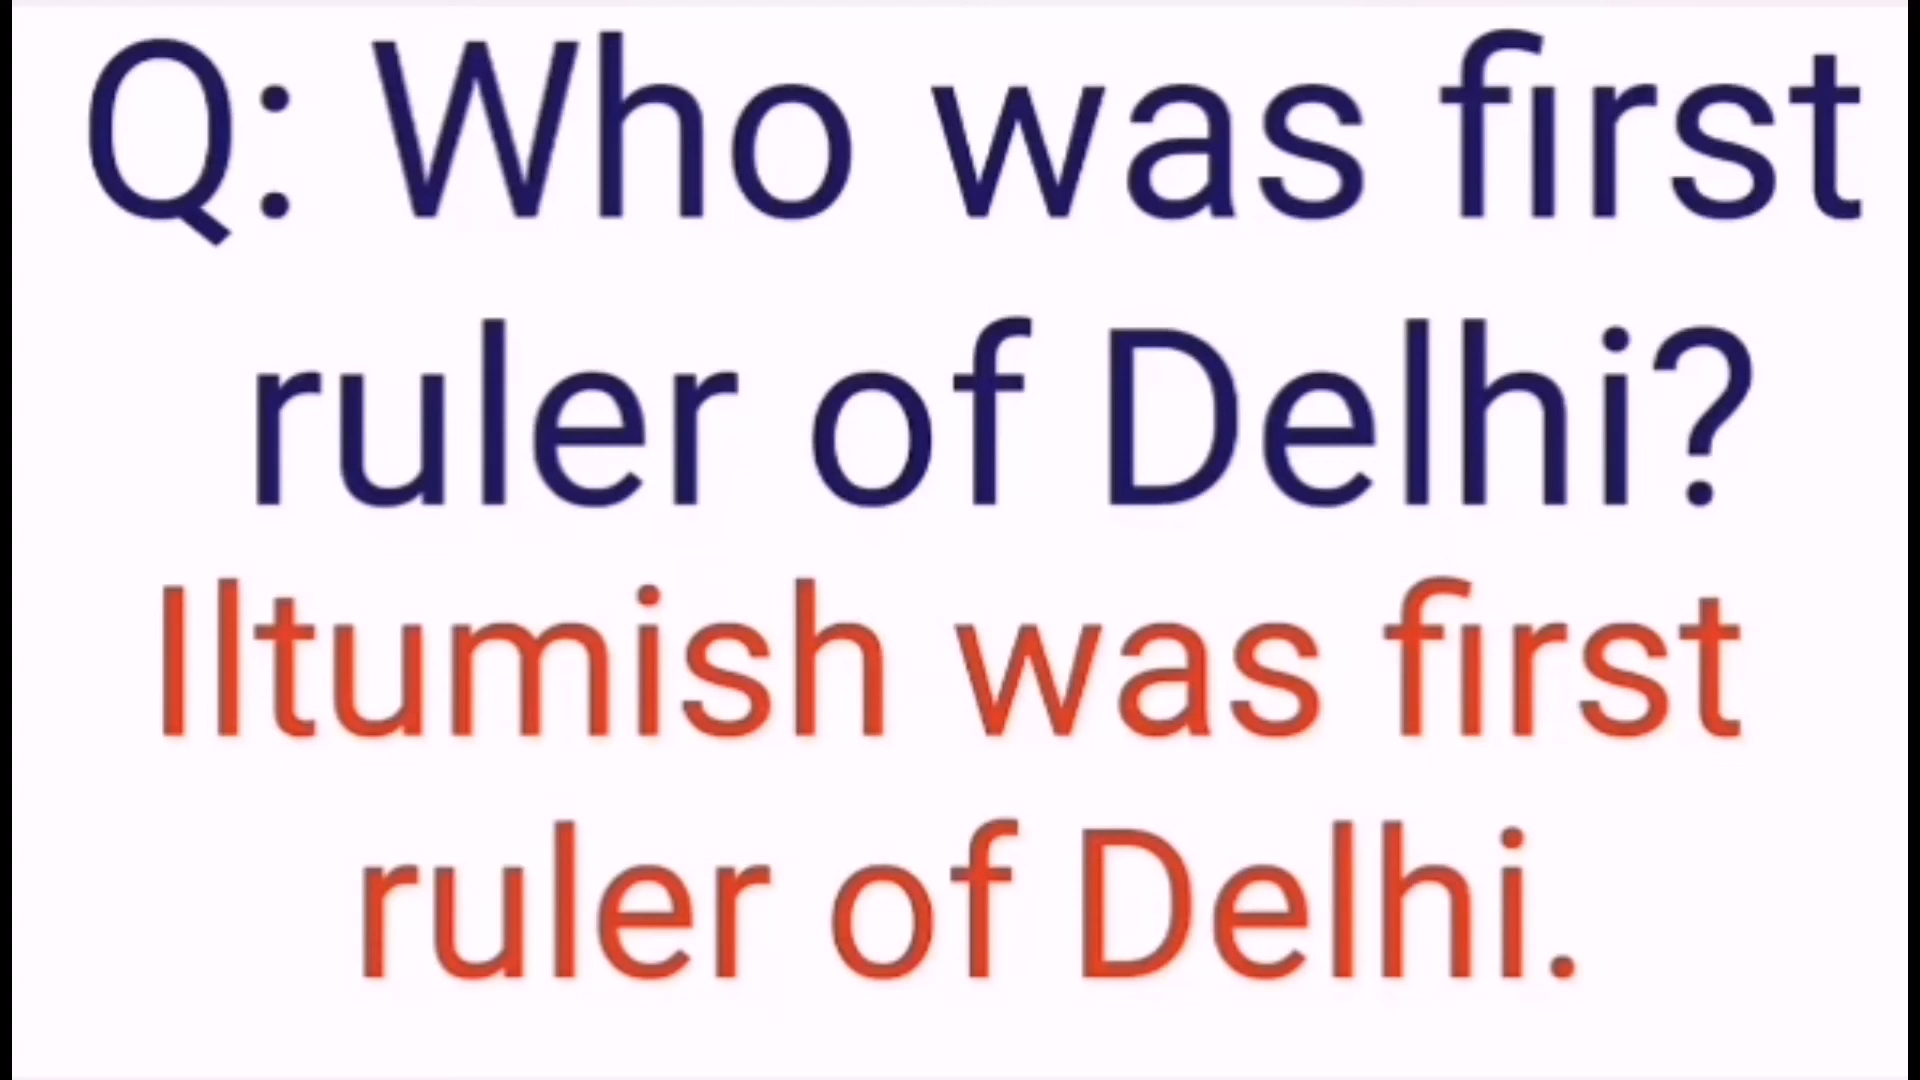 Q: Who was first
ruler of Delhi?
Iltumish was first
ruler of Delhi.